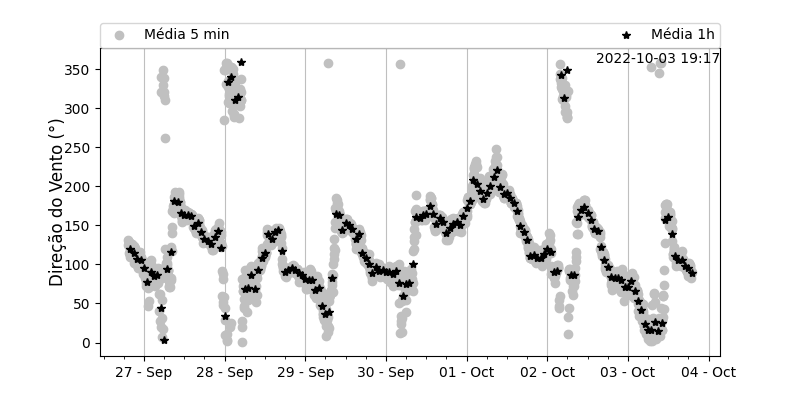 Média 5 min
Média 1h
2022-10-03 19:17
Direção do Vento (°)
350
300
250
200
150
100
50
0
27 - Sep
28 - Sep
29 - Sep
30 - Sep
01 - Oct
02 - Oct
03 - Oct
04 - Oct